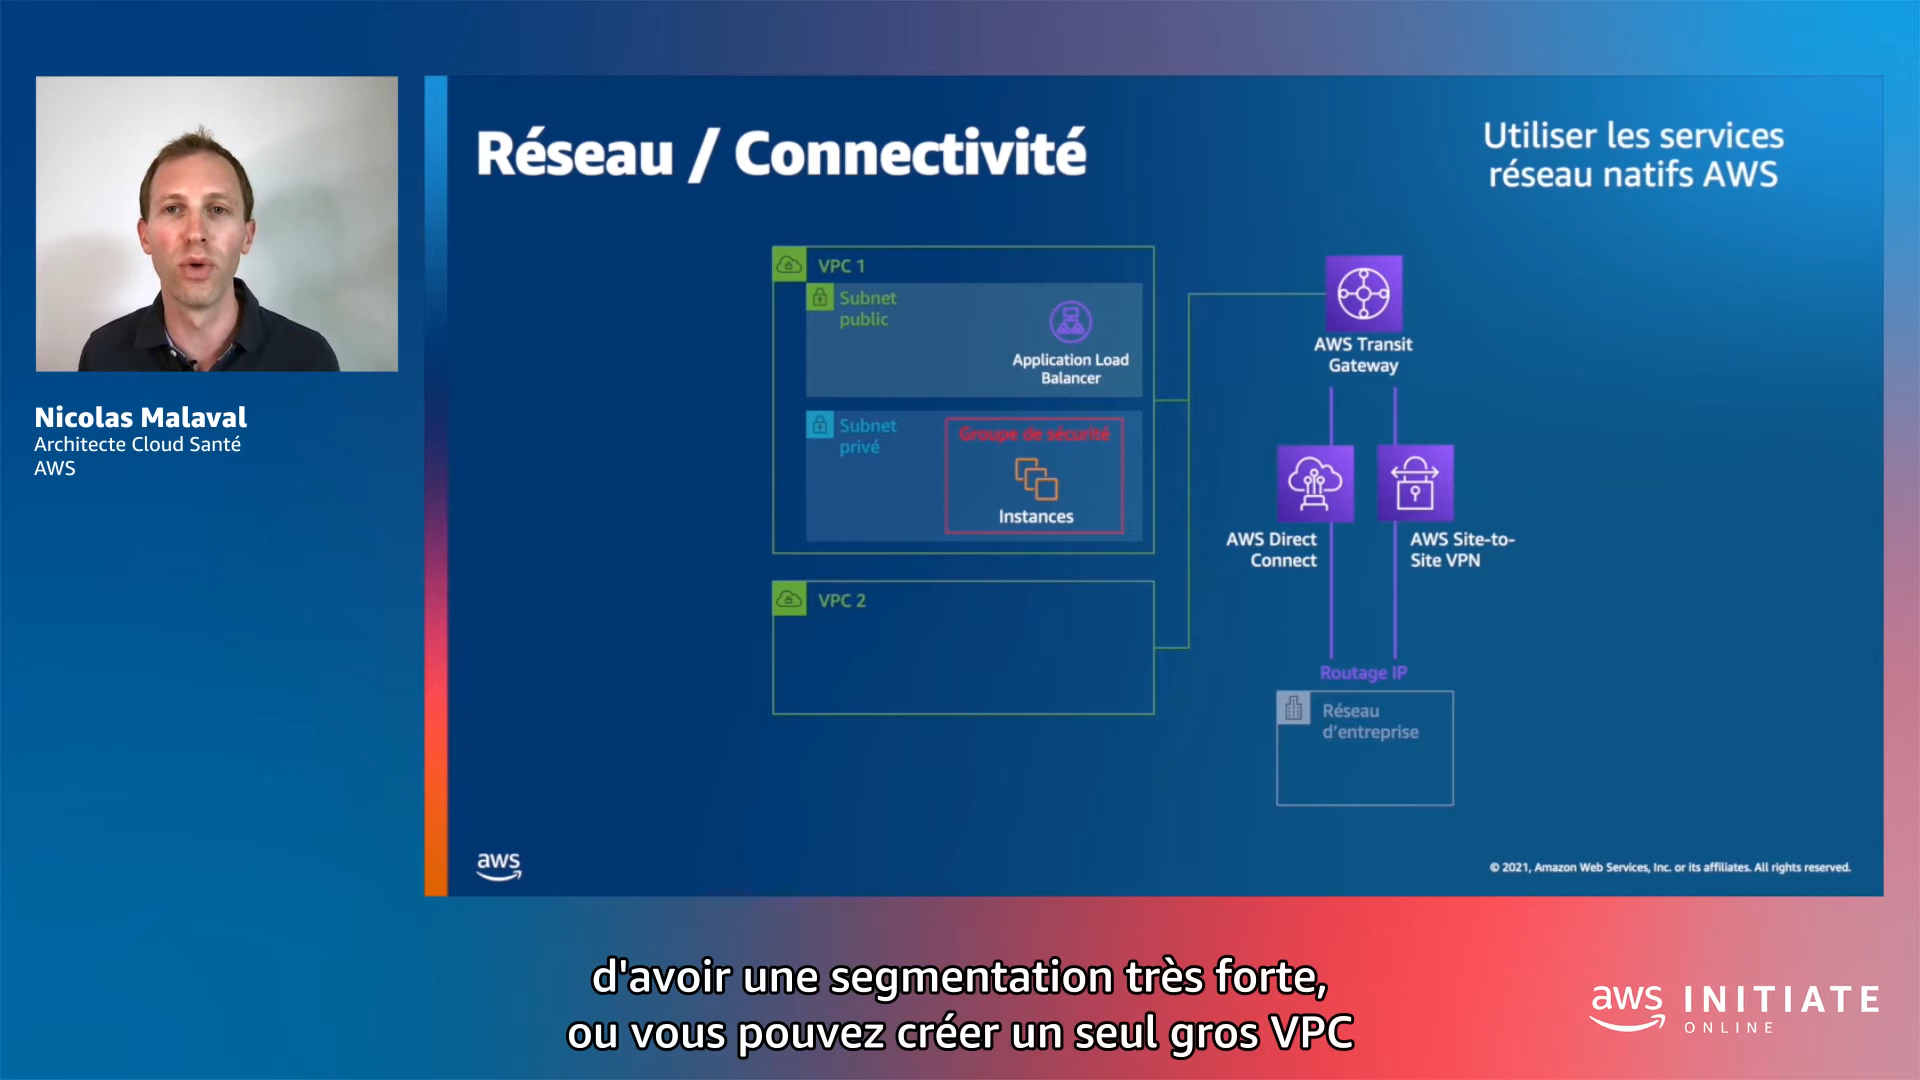 Réseau / Connectivité
Utiliser les services
réseau natifs AWS
Nicolas Malaval
Architecte Cloud Santé
AWS
VPC 1
Subnet
public
Application Load
Balancer
Subnet
privé
Groupe de sécurité
Instances
VPC 2
AWS Transit
Gateway
AWS Direct
Connect
AWS Site-to-
Site VPN
Routage IP
Réseau
d'entreprise
aws
© 2021, Amazon Web Services, Inc. or its affiliates. All rights reserved.
d'avoir une segmentation très forte,
ou vous pouvez créer un seul gros VPC
aws INITIATE
ONLINE